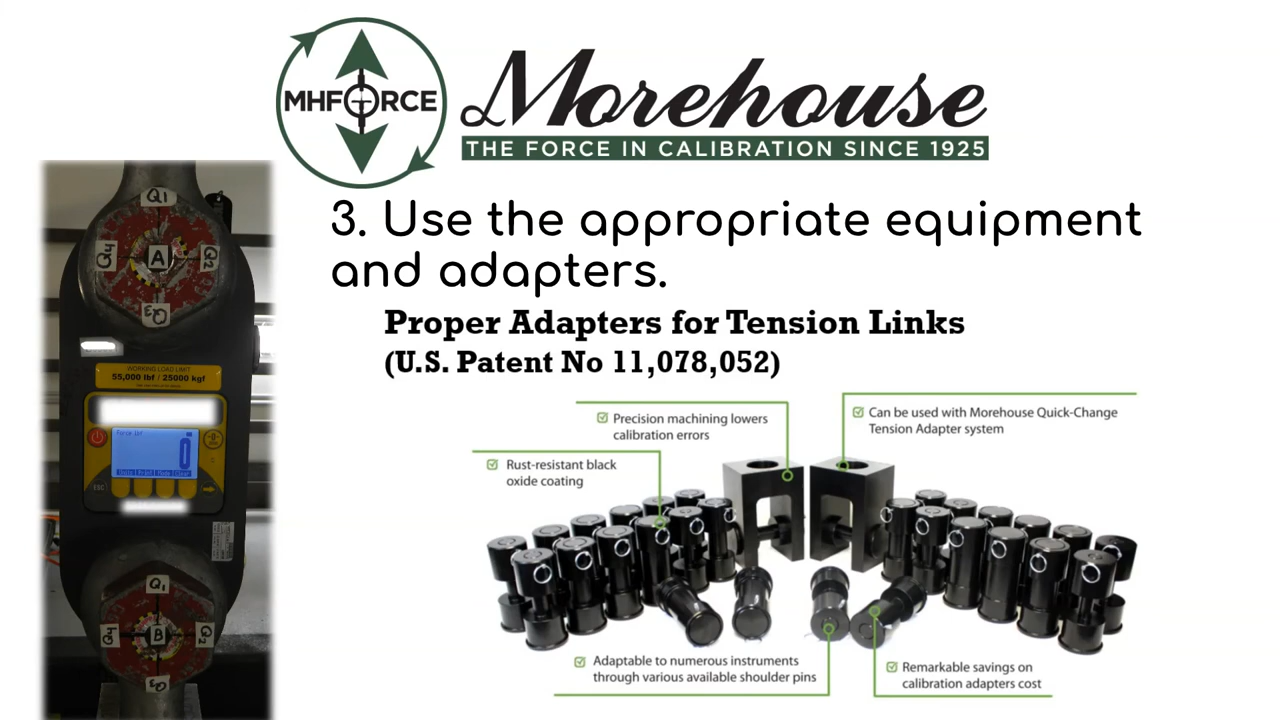 MHFORCE
Morehouse
THE FORCE IN CALIBRATION SINCE 1925
3. Use the appropriate equipment
and adapters.
Proper Adapters for Tension Links
(U.S. Patent No 11,078,052)
Precision machining lowers
calibration errors
Can be used with Morehouse Quick-Change
Tension Adapter system
Rust-resistant black
oxide coating
Adaptable to numerous instruments
through various available shoulder pins
Remarkable savings on
calibration adapters cost
Q1
Q4 A Q2
Q3
WORKING LOAD LIMIT
55,000 lbf / 25000 kgf
0
ESC
Q1
Q4 B Q2
Q3